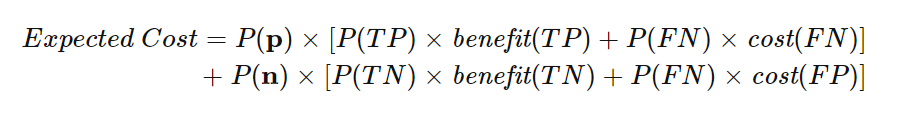 Expected Cost = P(p) × [P(TP) × benefit(TP) + P(FN) × cost(FN)]
+ P(n) × [P(TN) × benefit(TN) + P(FN) × cost(FP)]